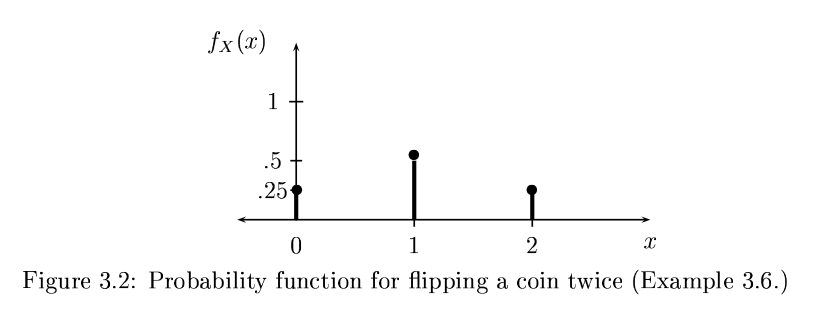 f_X(x)
1
.5
.25
0 1 2 x
Figure 3.2: Probability function for flipping a coin twice (Example 3.6.)